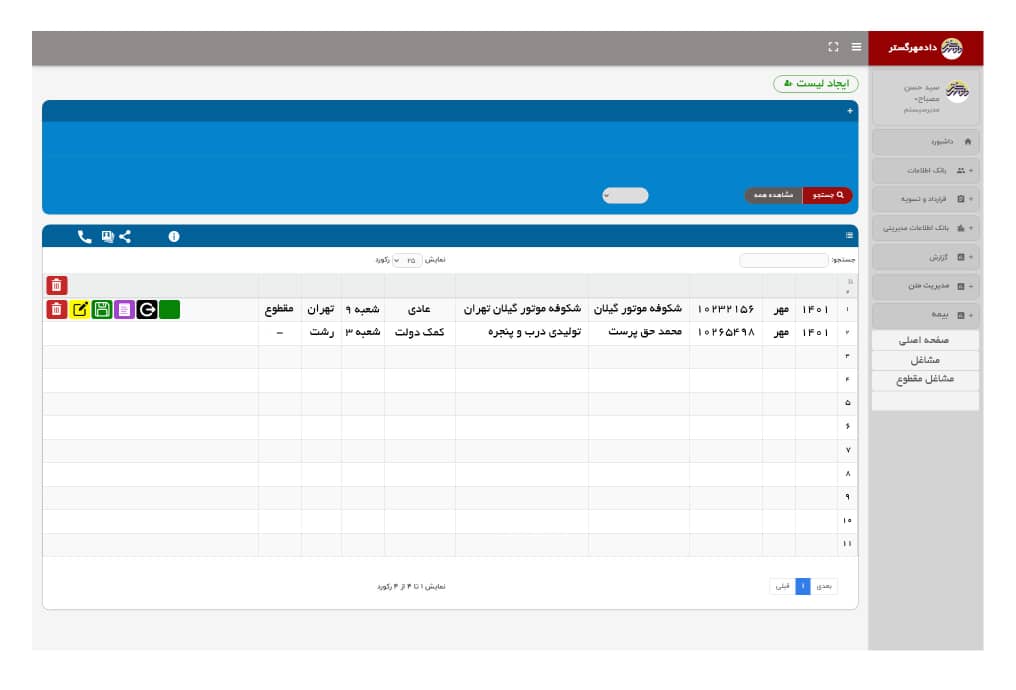 دادمهرگستر
سید حسن
مصباح+
مدیرسیستم
داشبورد
+ بانک اطلاعات
+ قرارداد و تسویه
+ بانک اطلاعات مدیریتی
+ گزارش
+ مدیریت متن
+ بیمه
صفحه اصلی
مشاغل
مشاغل مقطوع
ایجاد لیست
+
جستجو مشاهده همه
جستجو: نمایش ۲۵ رکورد
۱ ۱۴۰۱ مهر ۱۰۲۳۲۱۵۶ شکوفه موتور گیلان شکوفه موتور گیلان تهران عادی شعبه ۹ تهران مقطوع
۲ ۱۴۰۱ مهر ۱۰۲۶۵۴۹۸ محمد حق پرست تولیدی درب و پنجره کمک دولت شعبه ۳ رشت –
۳
۴
۵
۶
۷
۸
۹
۱۰
۱۱
بعدی ۱ قبلی نمایش ۱ تا ۴ از ۴ رکورد